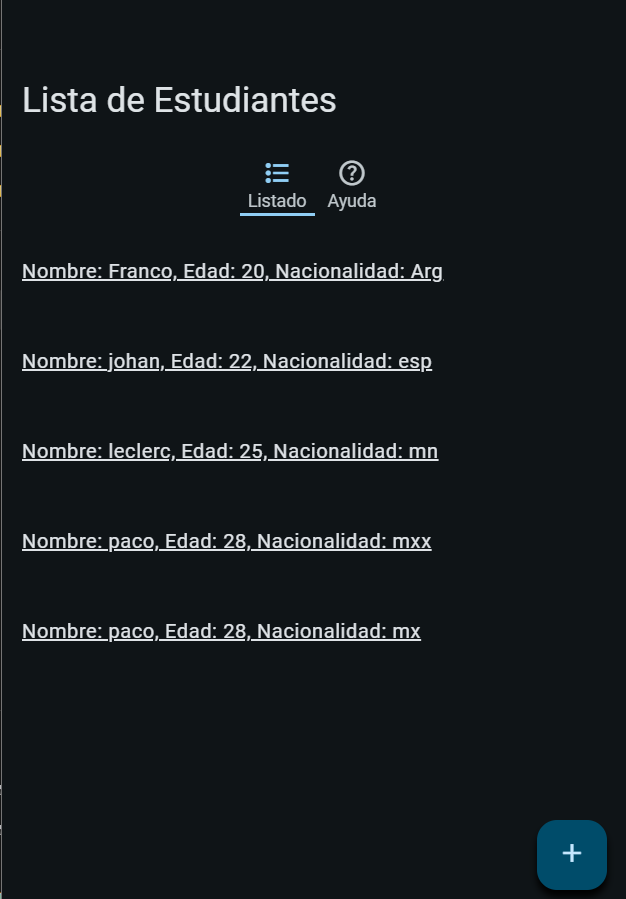 Lista de Estudiantes
Listado Ayuda
Nombre: Franco, Edad: 20, Nacionalidad: Arg
Nombre: johan, Edad: 22, Nacionalidad: esp
Nombre: leclerc, Edad: 25, Nacionalidad: mn
Nombre: paco, Edad: 28, Nacionalidad: mxx
Nombre: paco, Edad: 28, Nacionalidad: mx
+